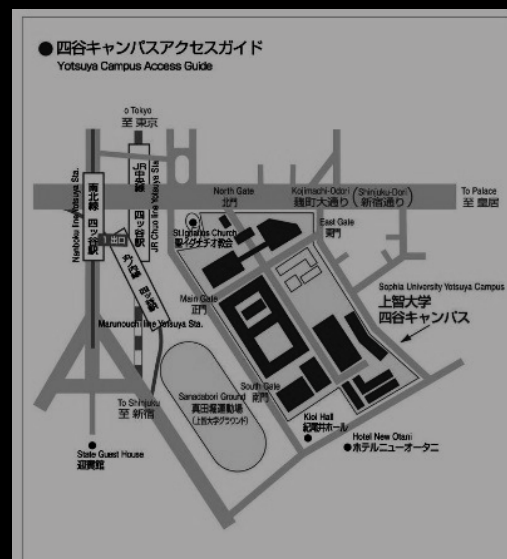 ●四谷キャンパスアクセスガイド
Yotsuya Campus Access Guide
o Tokyo
至 東京
Nanboku line Yotsuya Sta.
南北線 四ッ谷駅
JR中央線 四ッ谷駅
JR Chuo line Yotsuya Sta.
North Gate
北門
Kojimachi-Odori
麹町大通り
(Shinjuku-Dori
新宿通り)
To Palace
至 皇居
East Gate
東門
St.Ignatius Church
聖イグナチオ教会
出口
Marunouchi line Yotsuya Sta.
Main Gate
正門
Sophia University Yotsuya Campus
上智大学
四谷キャンパス
To Shinjuku
至 新宿
Sanadabori Ground
真田堀運動場
(上智大学グラウンド)
South Gate
南門
Kioi Hall
紀尾井ホール
Hotel New Otani
●ホテルニューオータニ
State Guest House
迎賓館